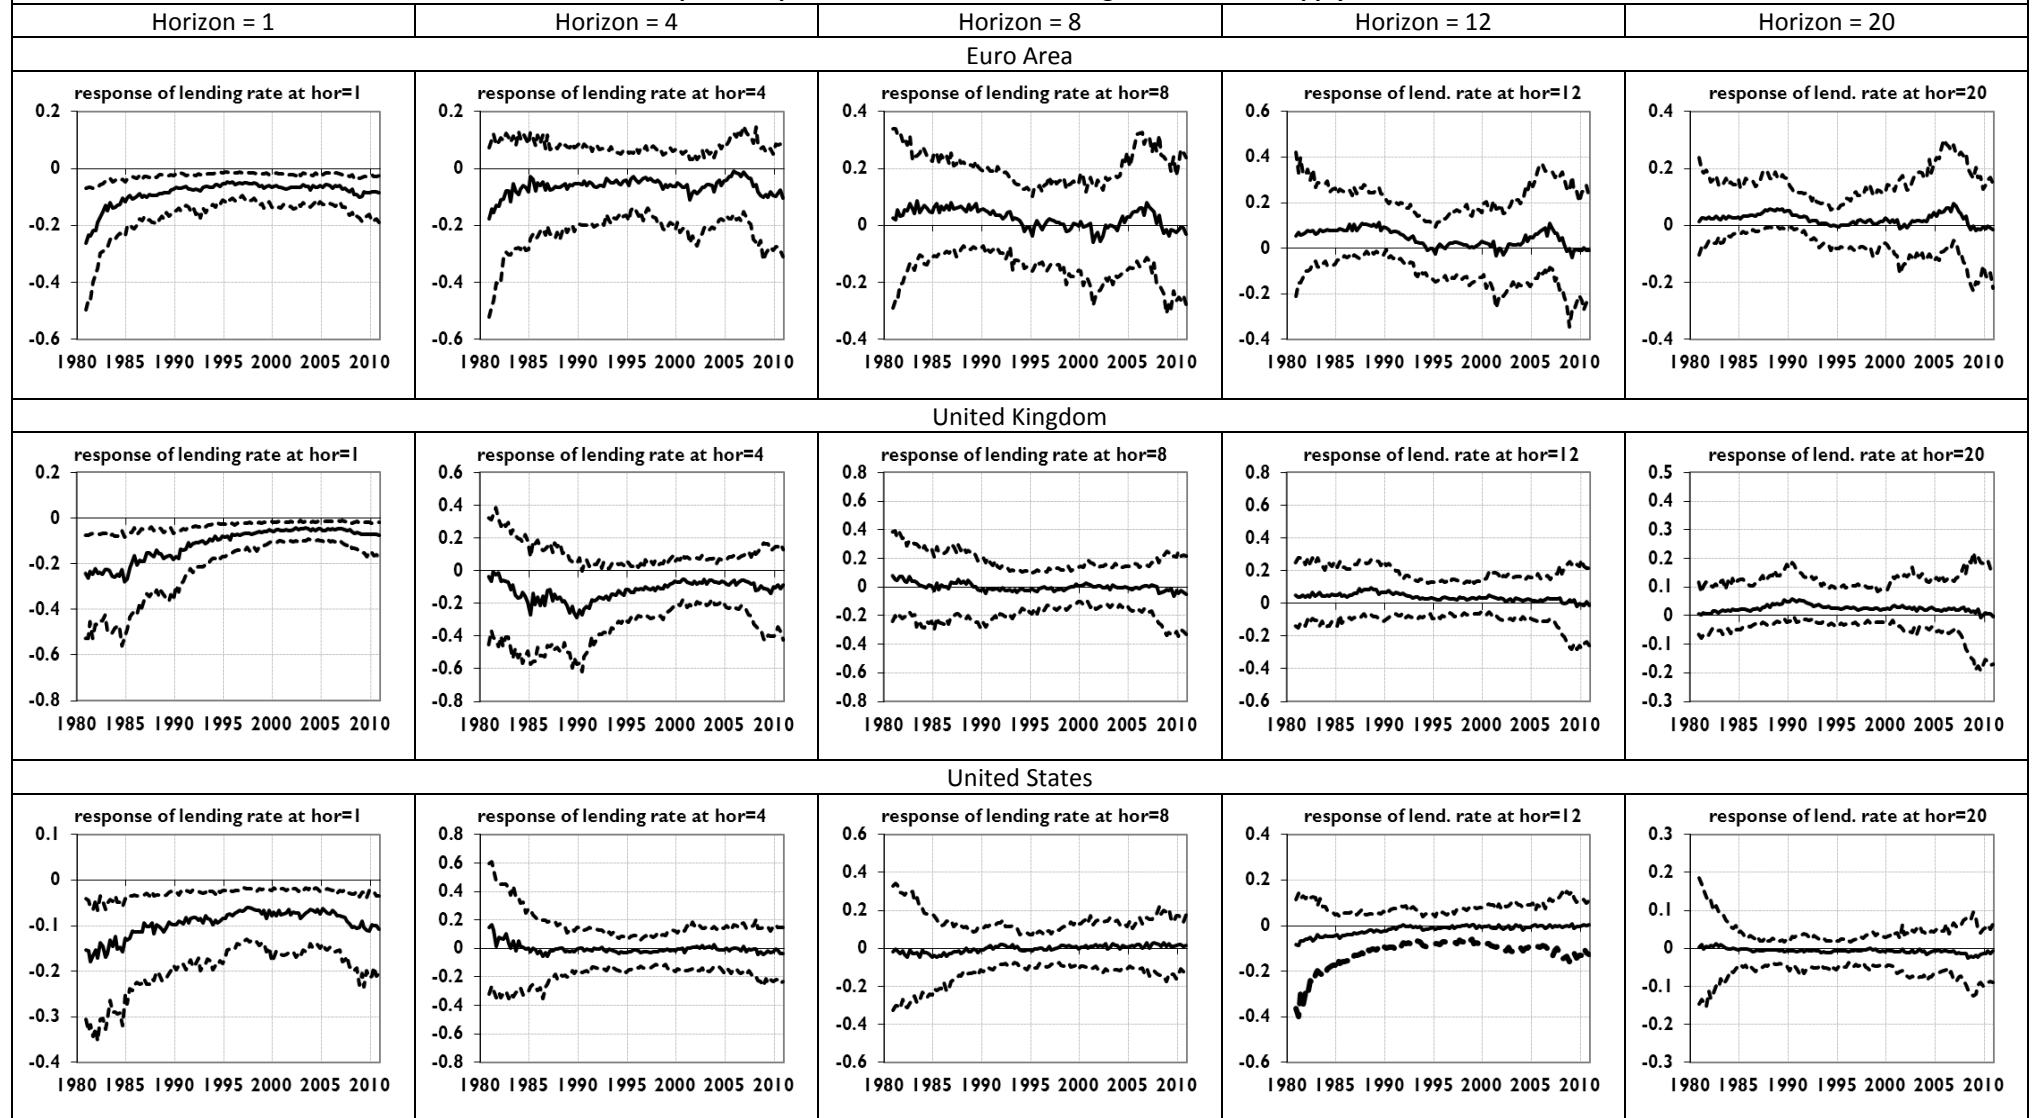 Horizon = 1 Horizon = 4 Horizon = 8 Horizon = 12 Horizon = 20
Euro Area
response of lending rate at hor=1 response of lending rate at hor=4 response of lending rate at hor=8 response of lend. rate at hor=12 response of lend. rate at hor=20
0.2 0.2 0.4 0.6 0.4
0 0 0.2 0.4 0.2
-0.2 -0.2 0 0.2 0
-0.4 -0.4 -0.2 0 -0.2
-0.6 -0.6 -0.4 -0.2 -0.4
-0.4
1980 1985 1990 1995 2000 2005 2010 1980 1985 1990 1995 2000 2005 2010 1980 1985 1990 1995 2000 2005 2010 1980 1985 1990 1995 2000 2005 2010 1980 1985 1990 1995 2000 2005 2010
United Kingdom
response of lending rate at hor=1 response of lending rate at hor=4 response of lending rate at hor=8 response of lend. rate at hor=12 response of lend. rate at hor=20
0.2 0.6 0.8 0.8 0.5
0 0.4 0.6 0.6 0.4
-0.2 0.2 0.4 0.4 0.3
-0.4 0 0.2 0.2 0.2
-0.6 -0.2 0 0 0.1
-0.8 -0.4 -0.2 -0.2 0
-0.6 -0.4 -0.4 -0.1
-0.8 -0.6 -0.6 -0.2
-0.8 -0.3
1980 1985 1990 1995 2000 2005 2010 1980 1985 1990 1995 2000 2005 2010 1980 1985 1990 1995 2000 2005 2010 1980 1985 1990 1995 2000 2005 2010 1980 1985 1990 1995 2000 2005 2010
United States
response of lending rate at hor=1 response of lending rate at hor=4 response of lending rate at hor=8 response of lend. rate at hor=12 response of lend. rate at hor=20
0.1 0.8 0.6 0.4 0.3
0 0.6 0.4 0.2 0.2
-0.1 0.4 0.2 0 0.1
-0.2 0.2 0 -0.2 0
-0.3 0 -0.2 -0.4 -0.1
-0.4 -0.2 -0.4 -0.6 -0.2
-0.4 -0.6 -0.3
-0.6
-0.8
1980 1985 1990 1995 2000 2005 2010 1980 1985 1990 1995 2000 2005 2010 1980 1985 1990 1995 2000 2005 2010 1980 1985 1990 1995 2000 2005 2010 1980 1985 1990 1995 2000 2005 2010